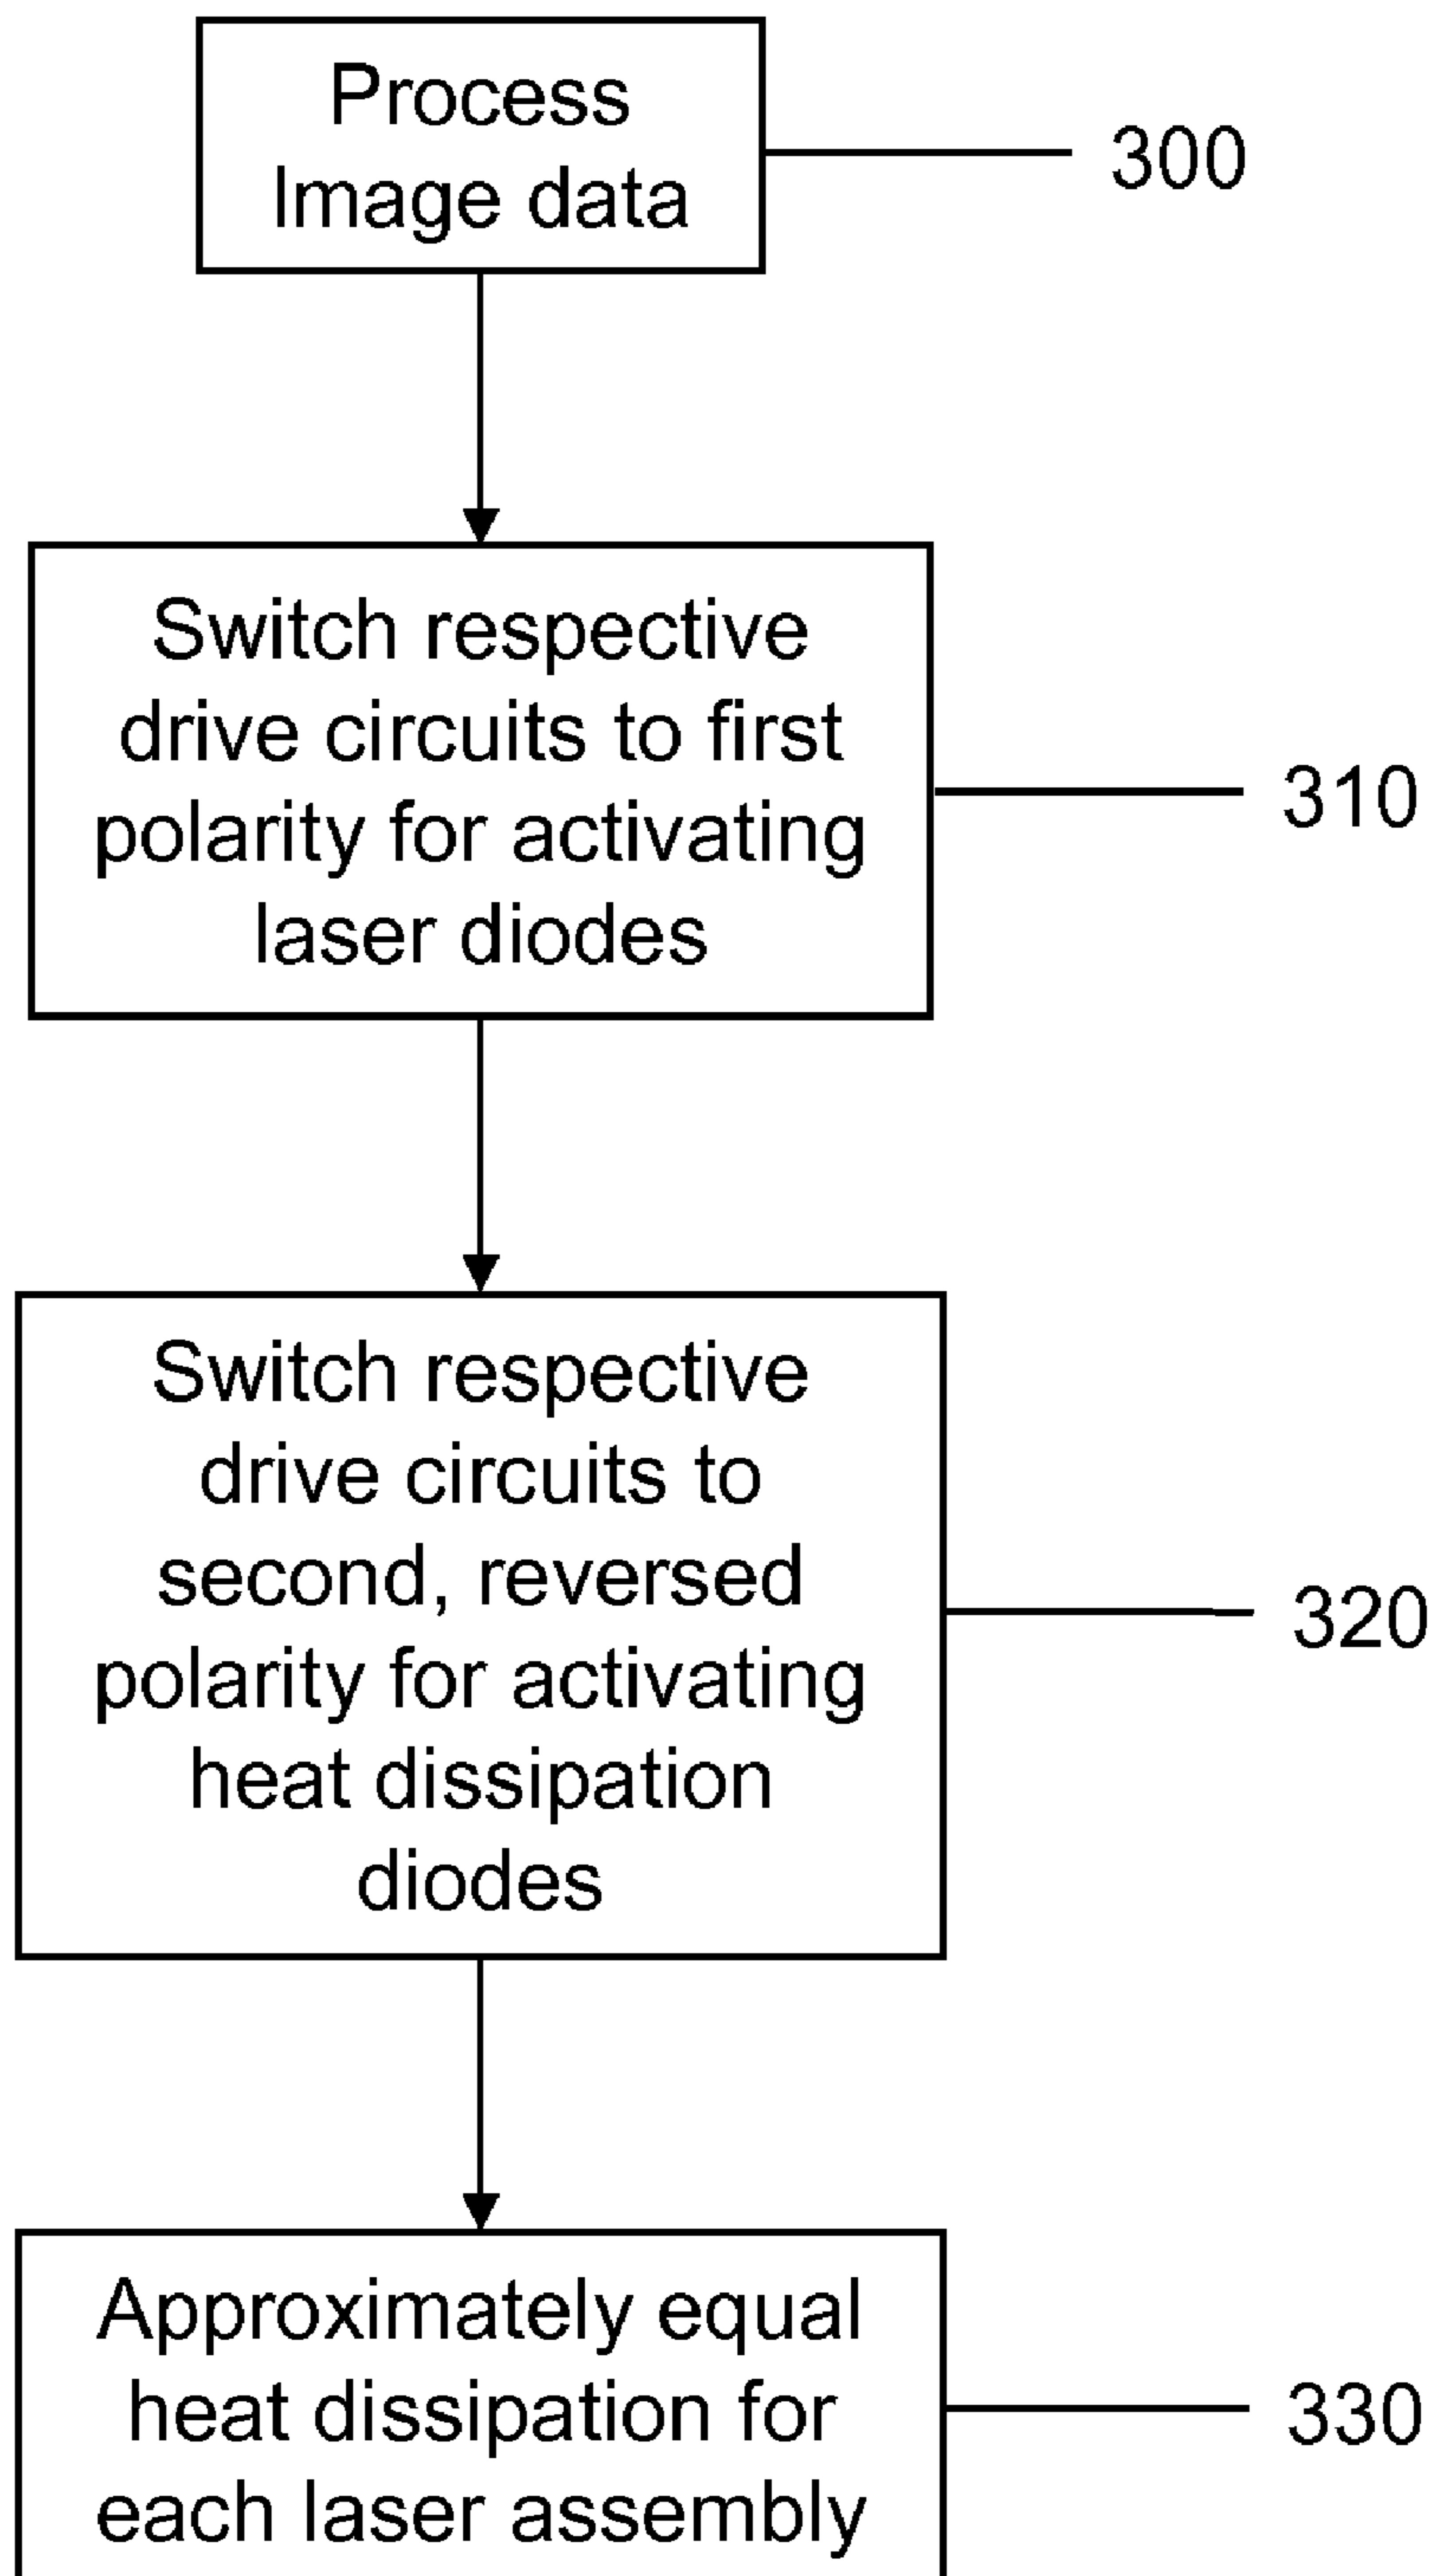 Process
Image data
300
Switch respective
drive circuits to first
polarity for activating
laser diodes
310
Switch respective
drive circuits to
second, reversed
polarity for activating
heat dissipation
diodes
320
Approximately equal
heat dissipation for
each laser assembly
330